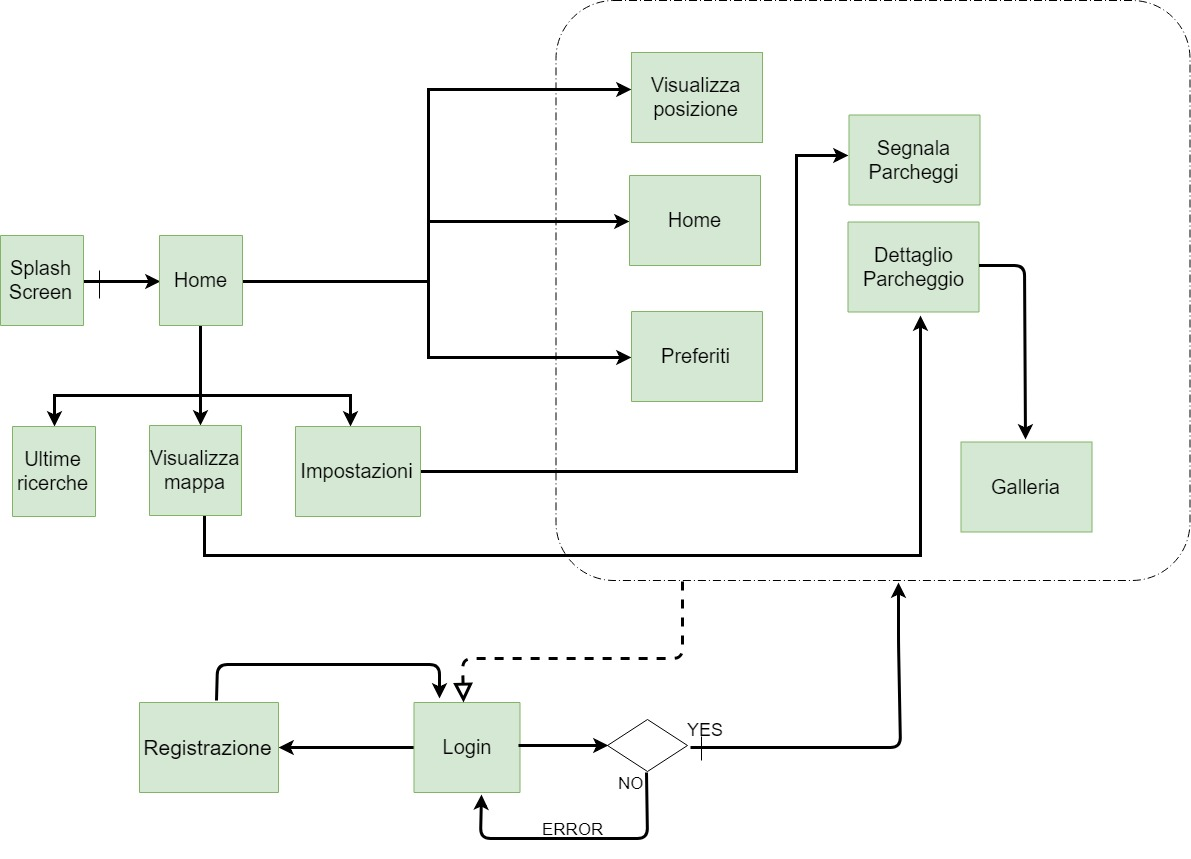 Visualizza
posizione
Segnala
Parcheggi
Home
Splash
Screen
Home
Dettaglio
Parcheggio
Preferiti
Ultime
ricerche
Visualizza
mappa
Impostazioni
Galleria
Registrazione
Login
YES
NO
ERROR